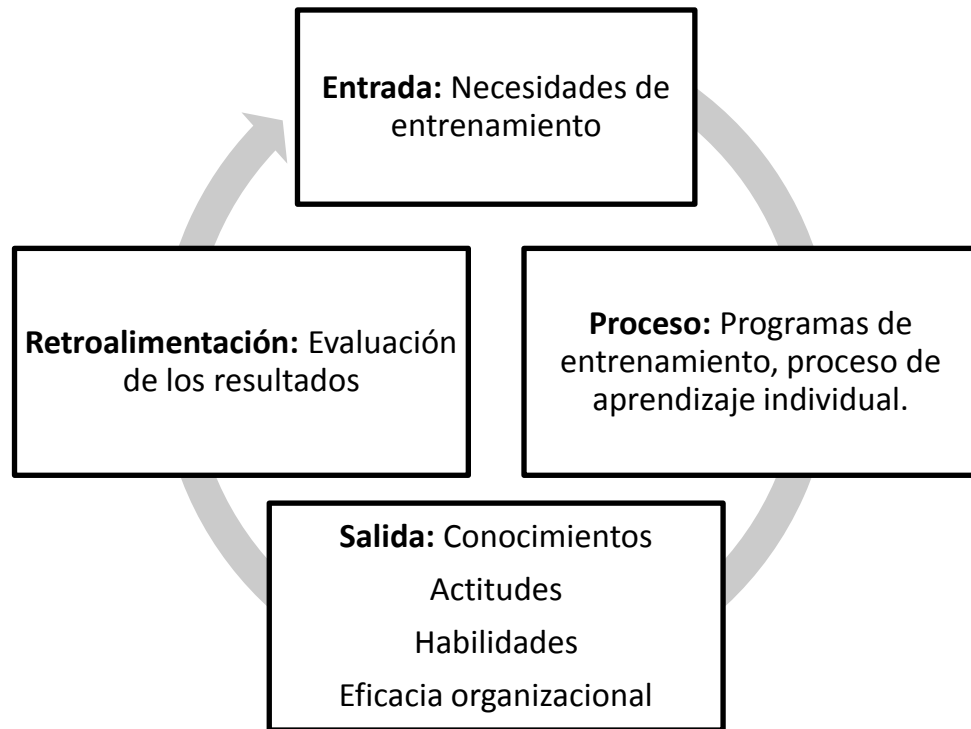 Entrada: Necesidades de
entrenamiento
Proceso: Programas de
entrenamiento, proceso de
aprendizaje individual.
Salida: Conocimientos
Actitudes
Habilidades
Eficacia organizacional
Retroalimentación: Evaluación
de los resultados